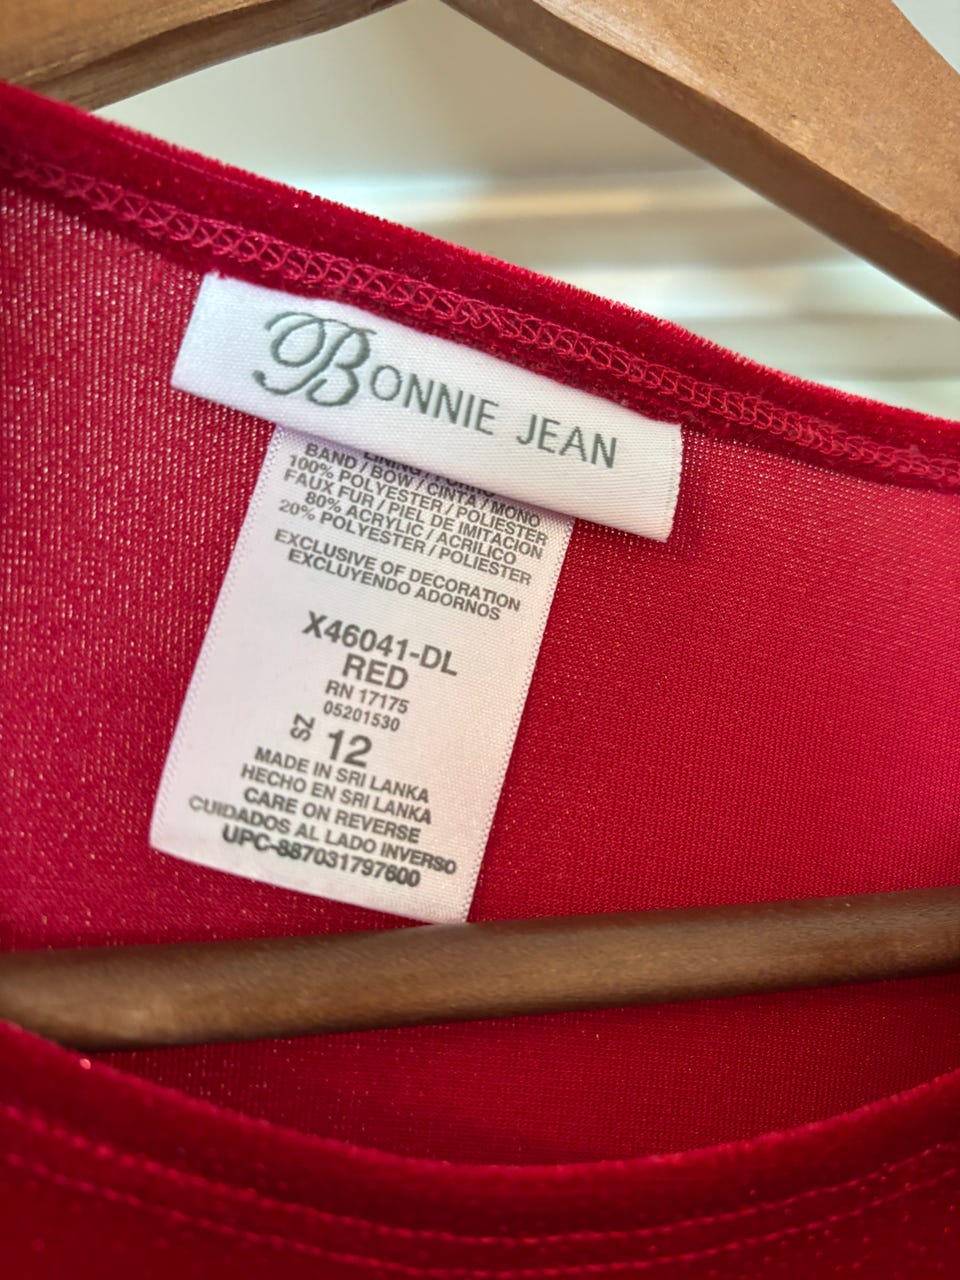 BONNIE JEAN
BAND / BOW / CINTA / MONO
100% POLYESTER / POLIESTER
FAUX FUR / PIEL DE IMITACION
80% ACRYLIC / ACRILICO
20% POLYESTER / POLIESTER
EXCLUSIVE OF DECORATION
EXCLUYENDO ADORNOS
X46041-DL
RED
RN 17175
05201530
SZ 12
MADE IN SRI LANKA
HECHO EN SRI LANKA
CARE ON REVERSE
CUIDADOS AL LADO INVERSO
UPC-887031797600